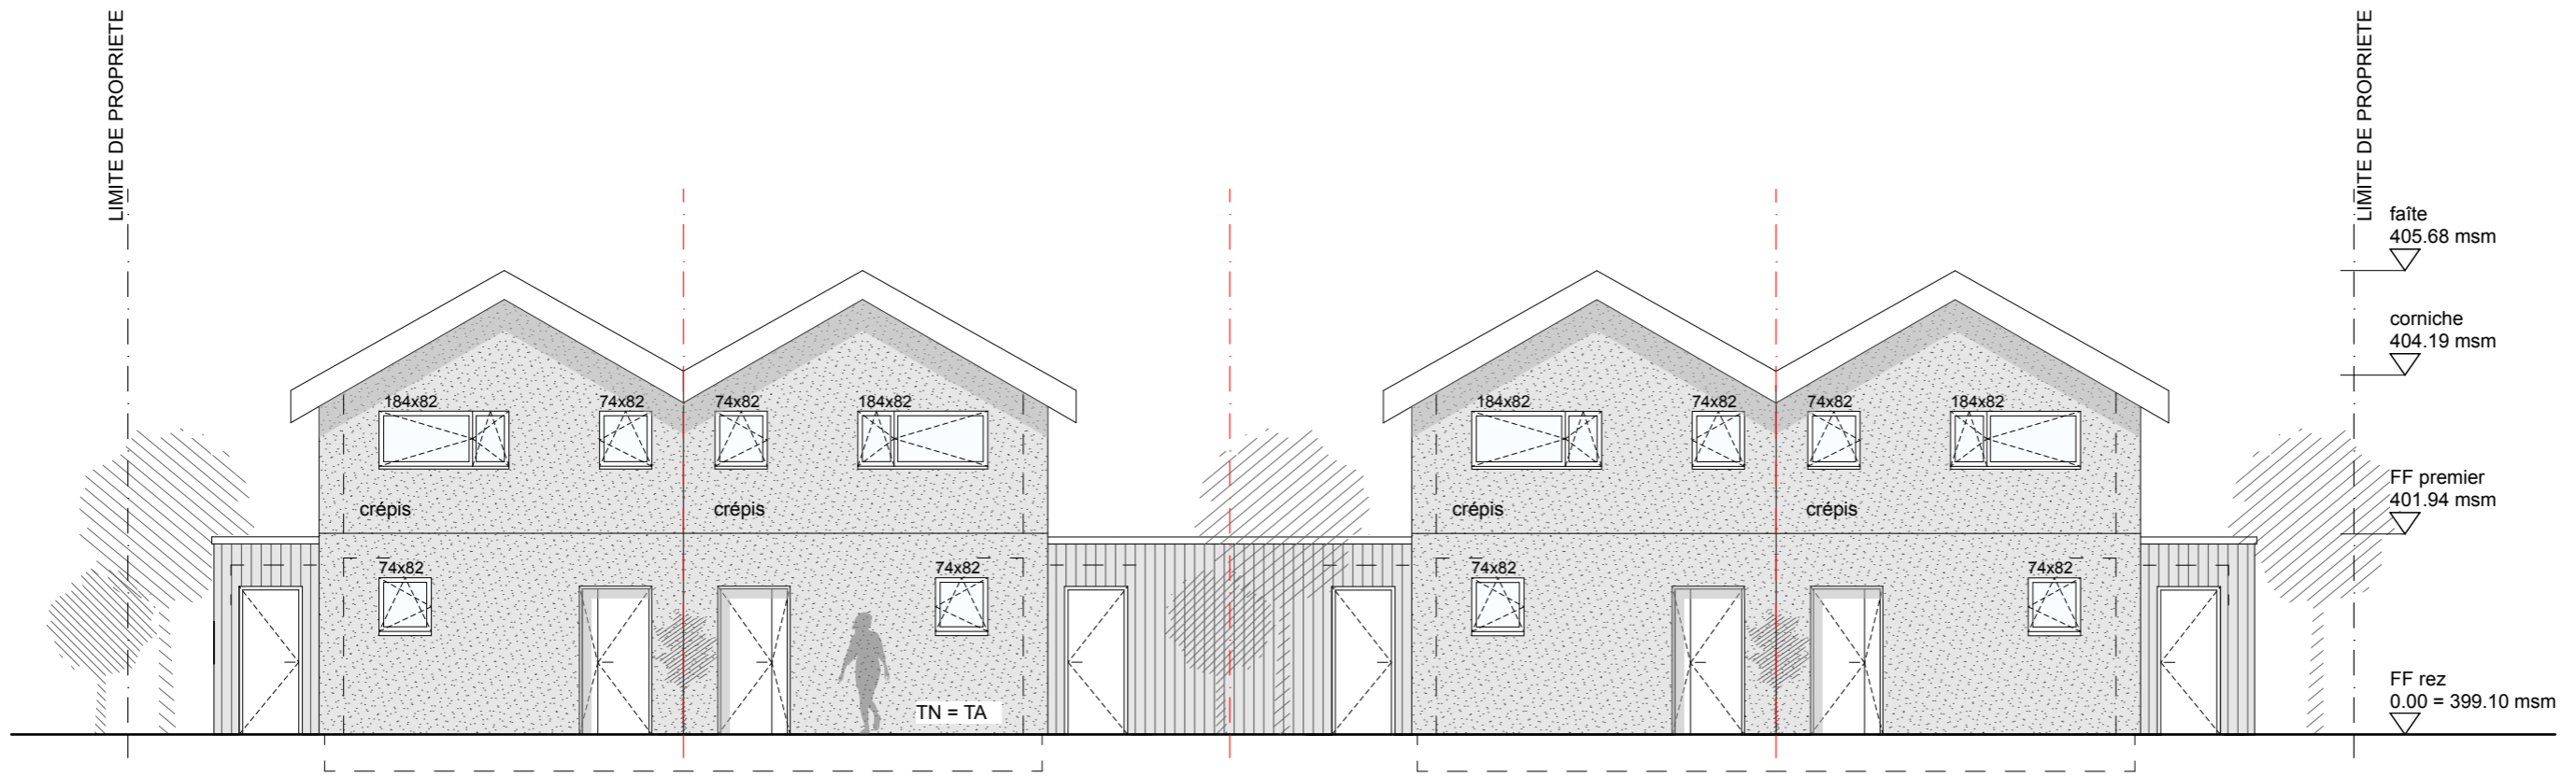 LIMITE DE PROPRIETE
LIMITE DE PROPRIETE
faîte
405.68 msm
corniche
404.19 msm
184x82
74x82
74x82
184x82
184x82
74x82
74x82
184x82
FF premier
401.94 msm
crépis
crépis
crépis
crépis
74x82
74x82
74x82
74x82
FF rez
0.00 = 399.10 msm
TN = TA